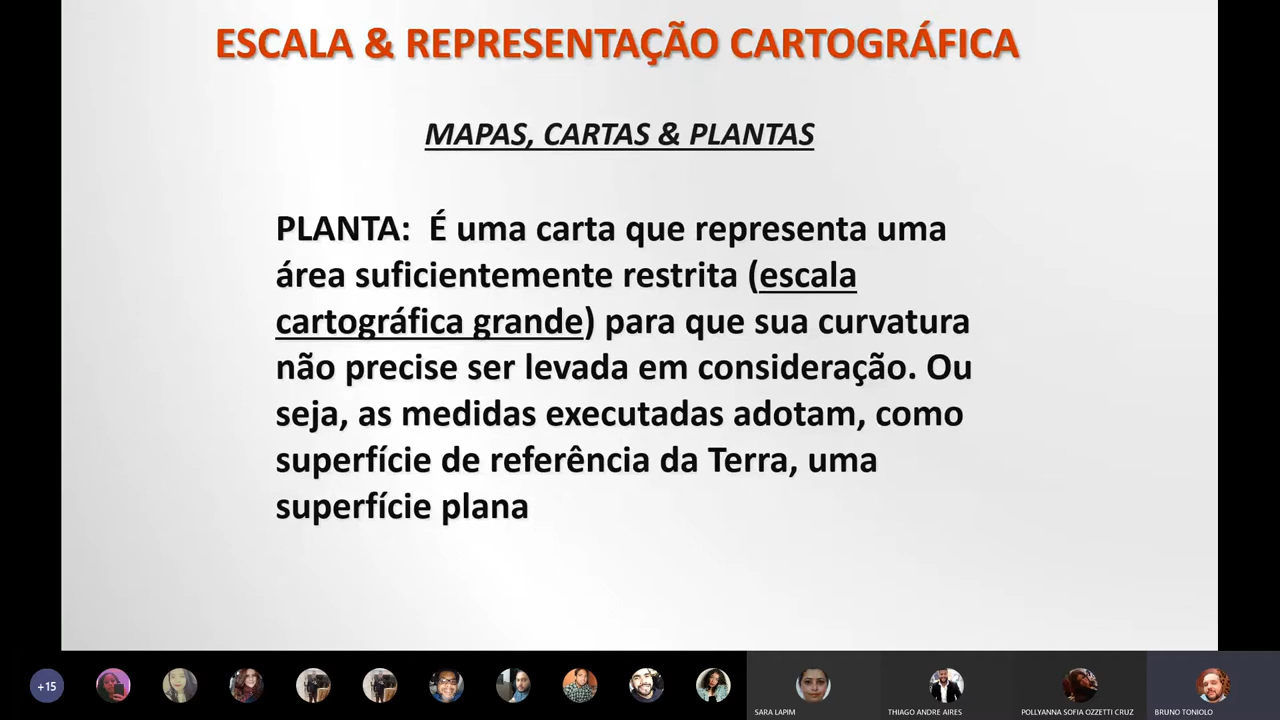 ESCALA & REPRESENTAÇÃO CARTOGRÁFICA
MAPAS, CARTAS & PLANTAS
PLANTA: É uma carta que representa uma
área suficientemente restrita (escala
cartográfica grande) para que sua curvatura
não precise ser levada em consideração. Ou
seja, as medidas executadas adotam, como
superfície de referência da Terra, uma
superfície plana
+15
SARA LAPIM
THIAGO ANDRE AIRES
POLLYANNA SOFIA OZZETTI CRUZ
BRUNO TONIOLO